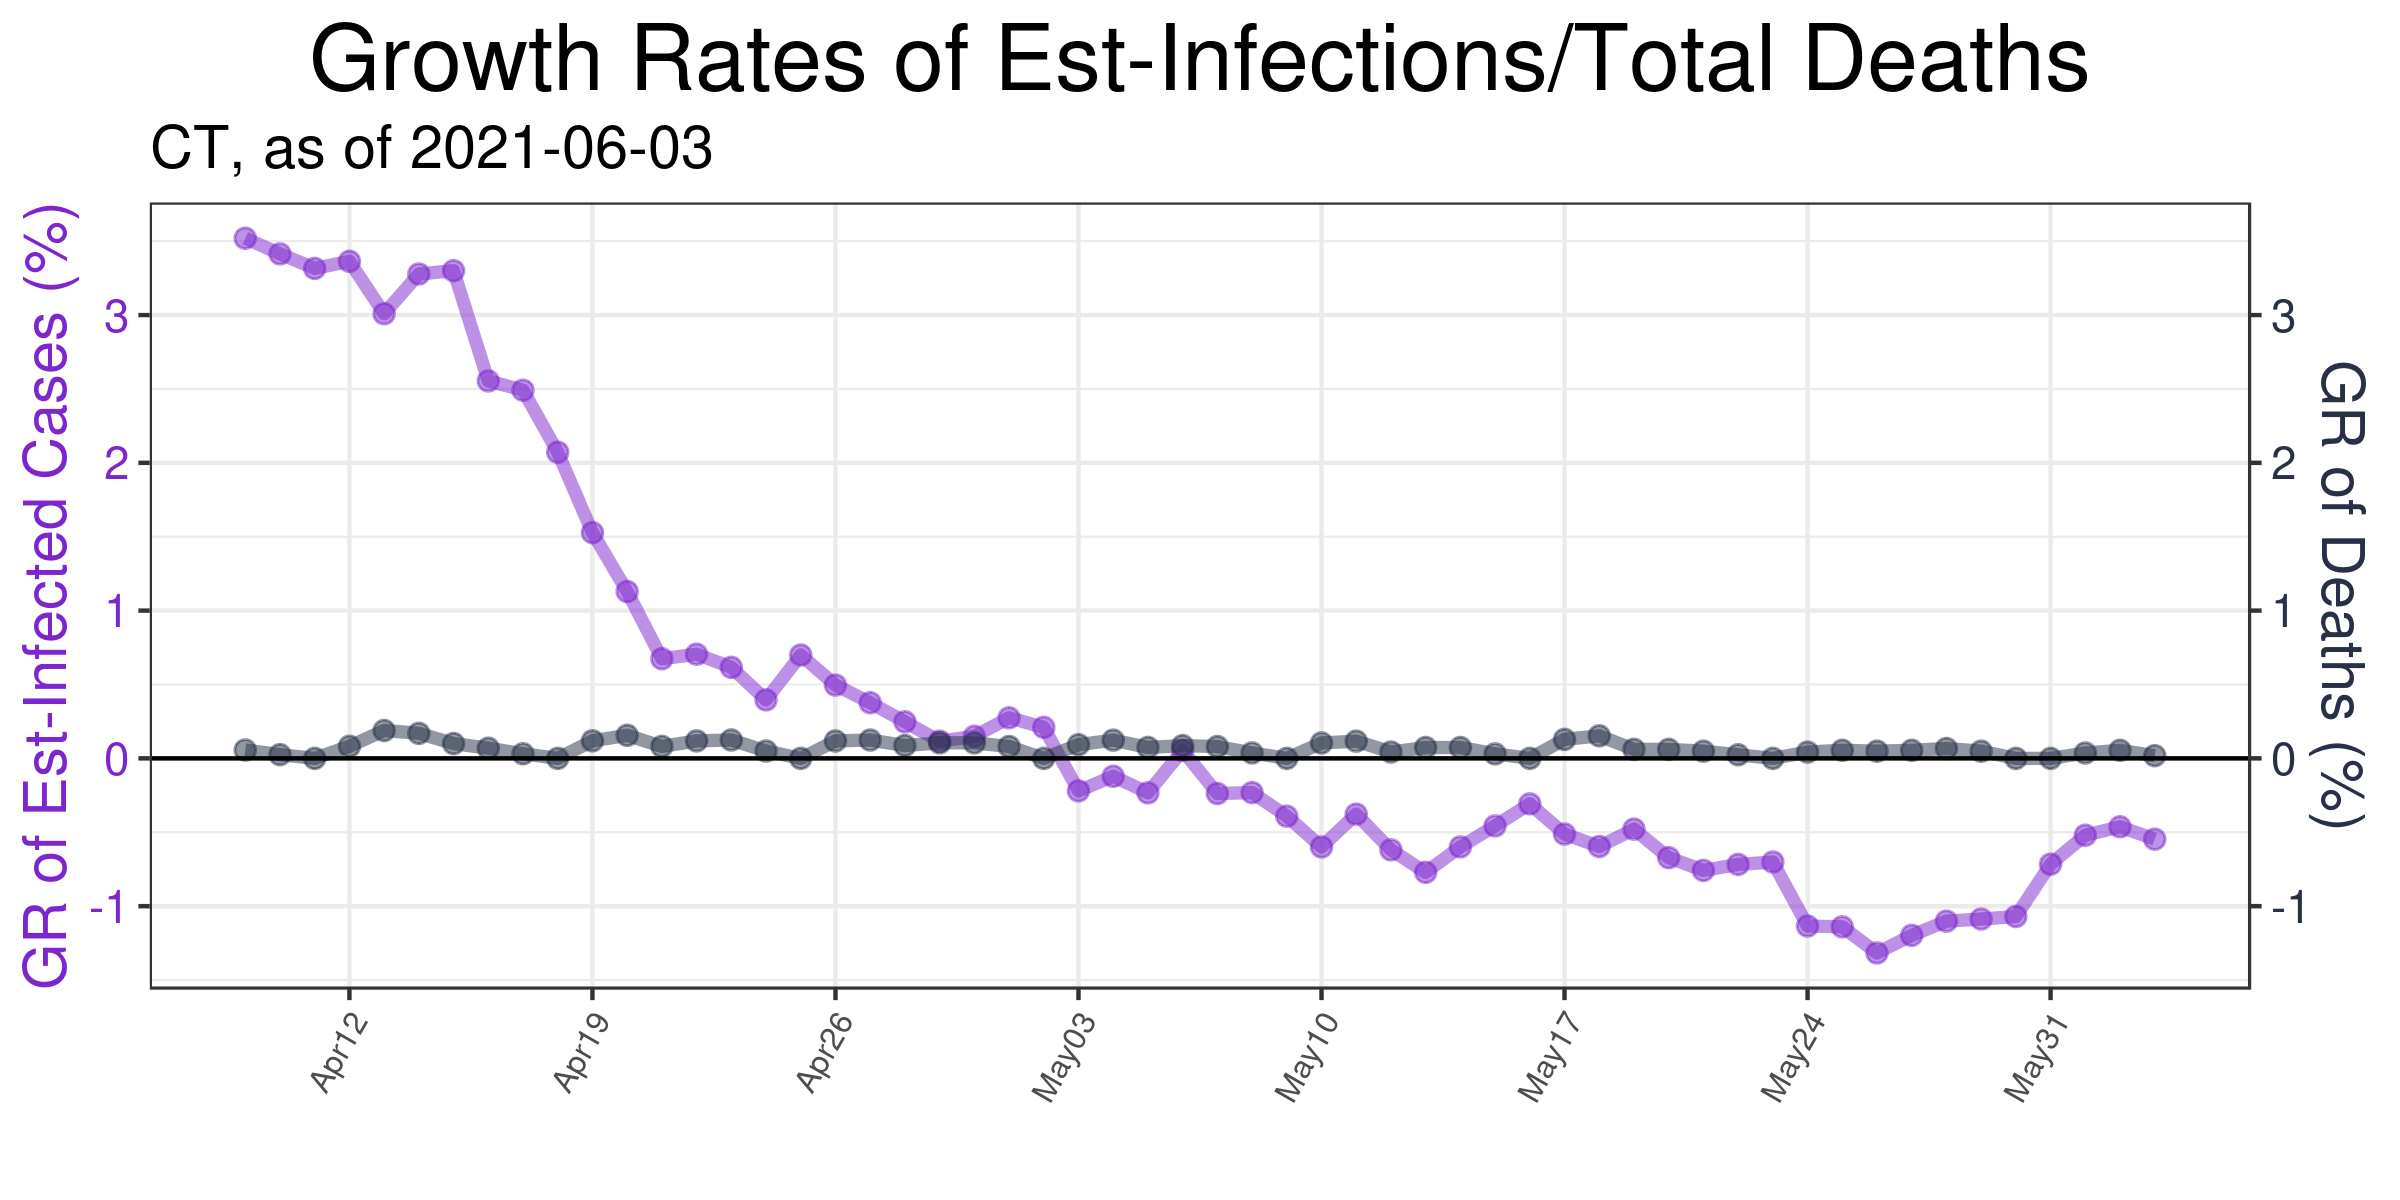 Growth Rates of Est-Infections/Total Deaths
CT, as of 2021-06-03
GR of Est-Infected Cases (%)
3
2
1
0
-1
3
2
1
0
-1
GR of Deaths (%)
Apr12
Apr19
Apr26
May03
May10
May17
May24
May31